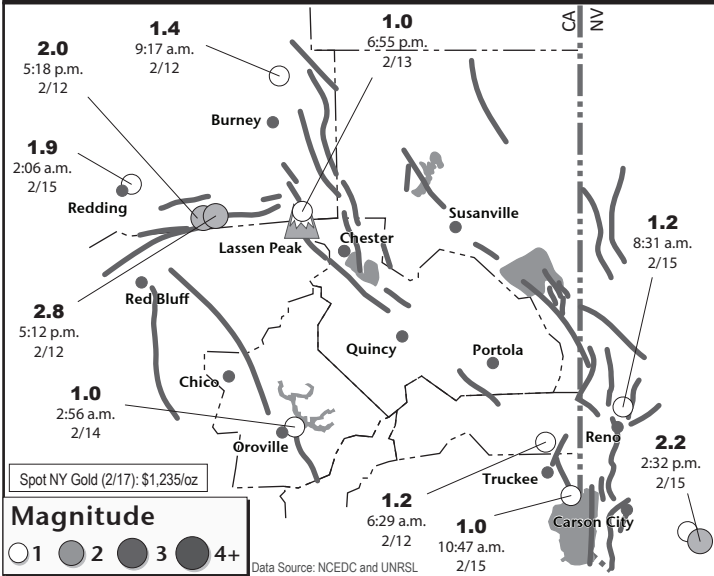 1.4
9:17 a.m.
2/12
1.0
6:55 p.m.
2/13
CA NV
2.0
5:18 p.m.
2/12
Burney
1.9
2:06 a.m.
2/15
Redding
Susanville
1.2
8:31 a.m.
2/15
Lassen Peak
Chester
Red Bluff
2.8
5:12 p.m.
2/12
Quincy
Portola
Chico
1.0
2:56 a.m.
2/14
Oroville
Reno
2.2
2:32 p.m.
2/15
Truckee
Spot NY Gold (2/17): $1,235/oz
1.2
6:29 a.m.
2/12
1.0
10:47 a.m.
2/15
Carson City
Magnitude
1 2 3 4+
Data Source: NCEDC and UNRSL